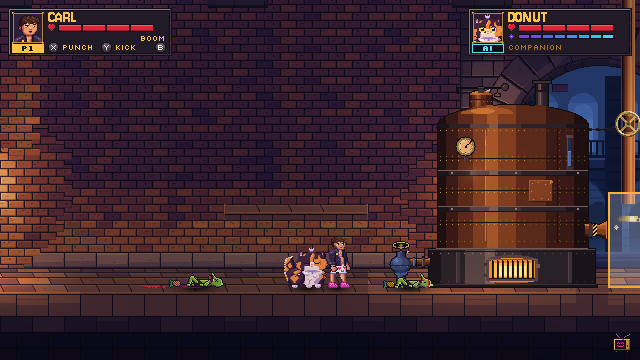 CARL
BOOM
P1
X PUNCH Y KICK B
DONUT
AI
COMPANION